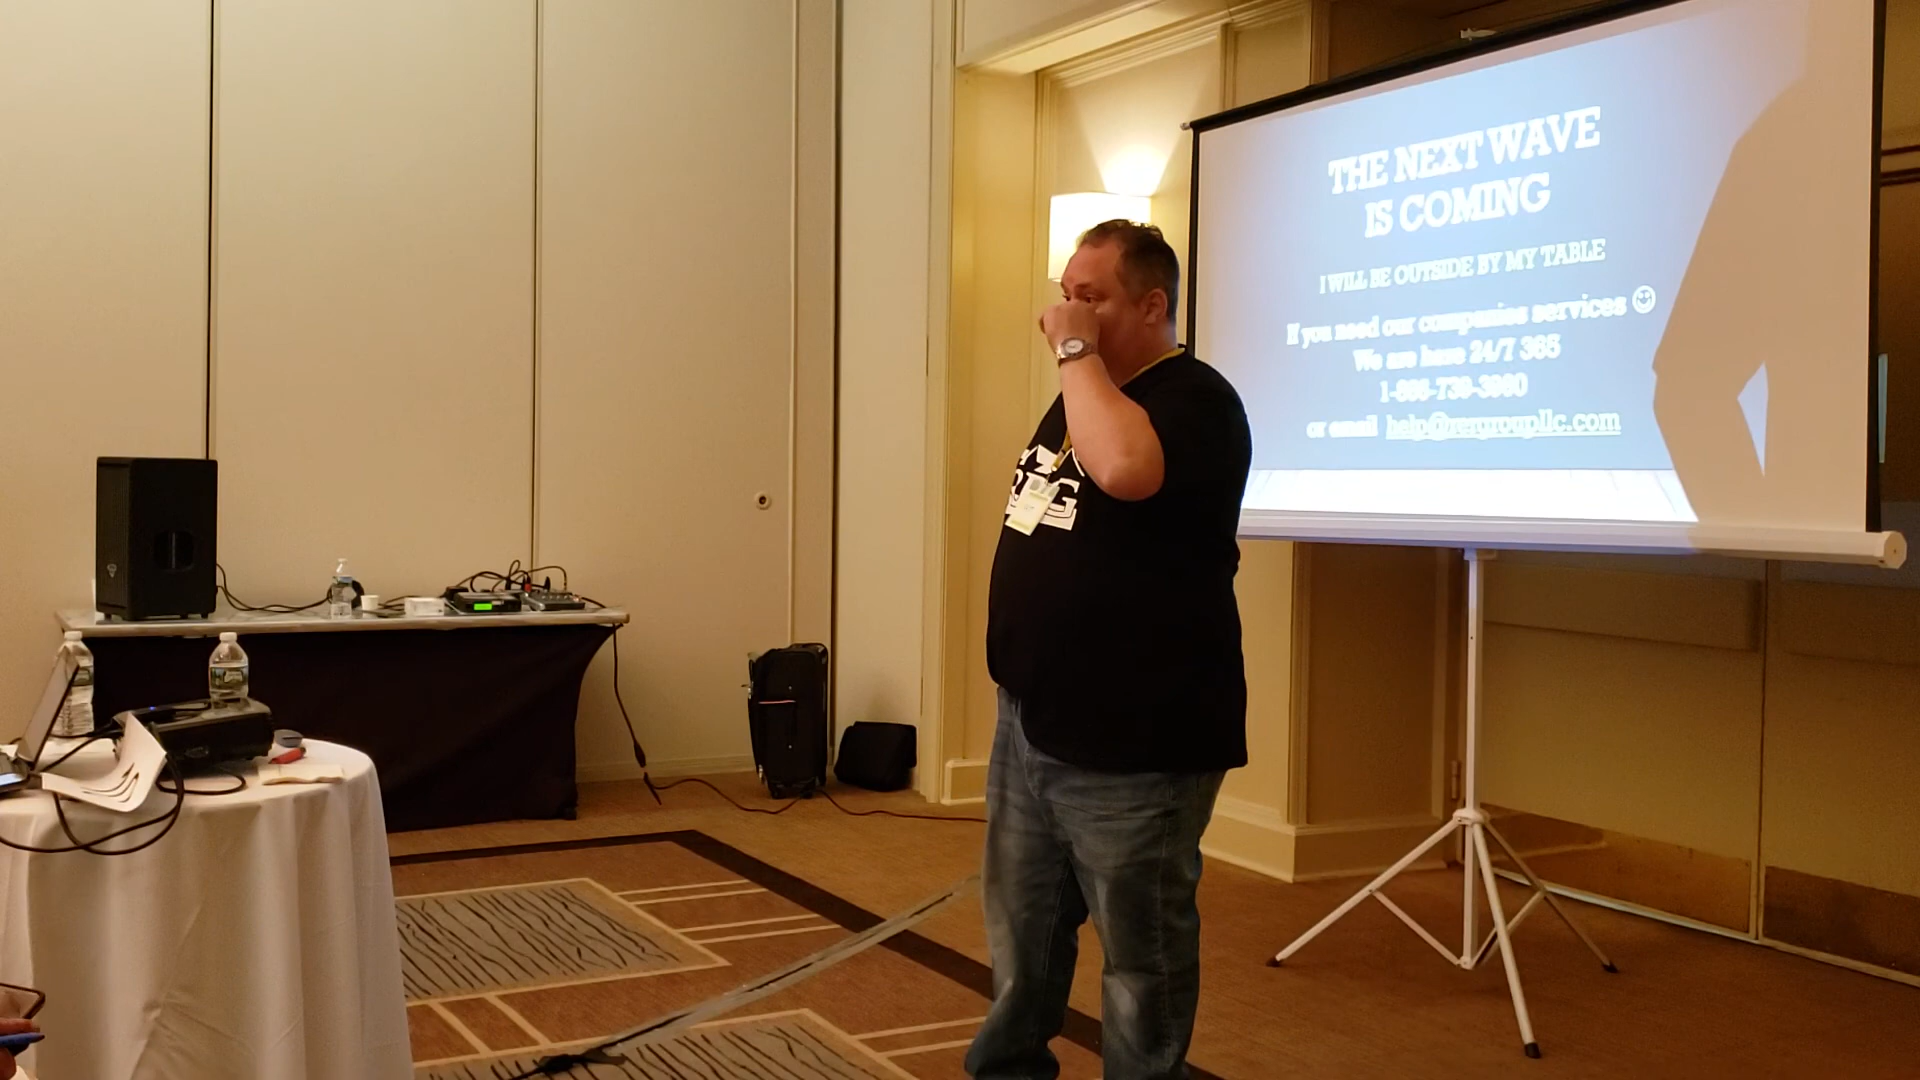 THE NEXT WAVE
IS COMING
I WILL BE OUTSIDE BY MY TABLE
If you need our companies services
We are here 24/7 365
or email